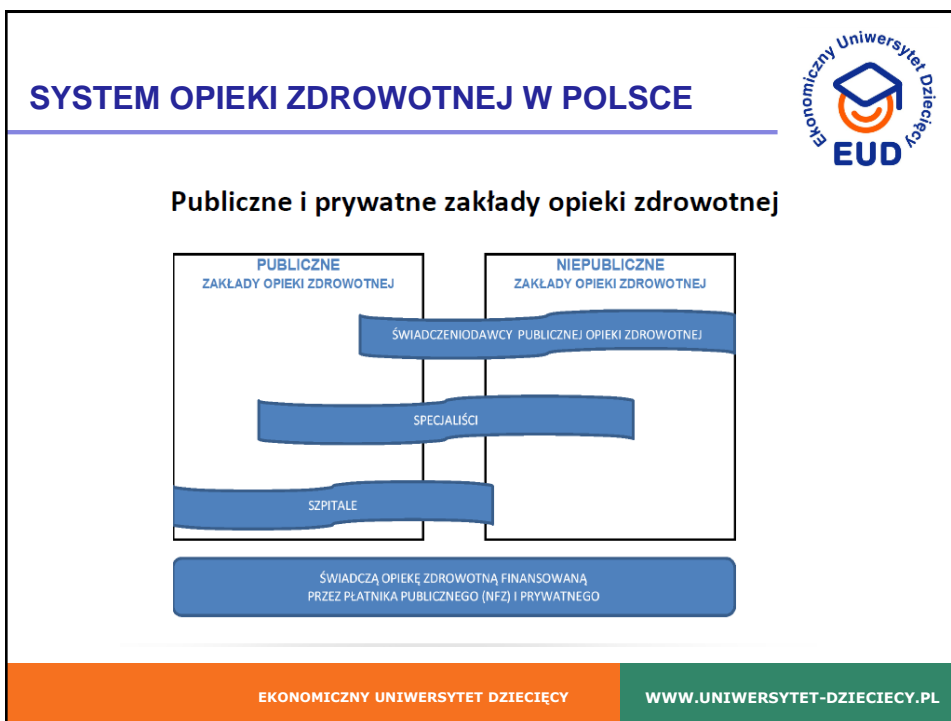 SYSTEM OPIEKI ZDROWOTNEJ W POLSCE
Ekonomiczny Uniwersytet Dziecięcy
EUD
Publiczne i prywatne zakłady opieki zdrowotnej
PUBLICZNE
ZAKŁADY OPIEKI ZDROWOTNEJ
NIEPUBLICZNE
ZAKŁADY OPIEKI ZDROWOTNEJ
ŚWIADCZENIODAWCY PUBLICZNEJ OPIEKI ZDROWOTNEJ
SPECJALIŚCI
SZPITALE
ŚWIADCZĄ OPIEKĘ ZDROWOTNĄ FINANSOWANĄ
PRZEZ PŁATNIKA PUBLICZNEGO (NFZ) I PRYWATNEGO
EKONOMICZNY UNIWERSYTET DZIECIĘCY
WWW.UNIWERSYTET-DZIECIECY.PL